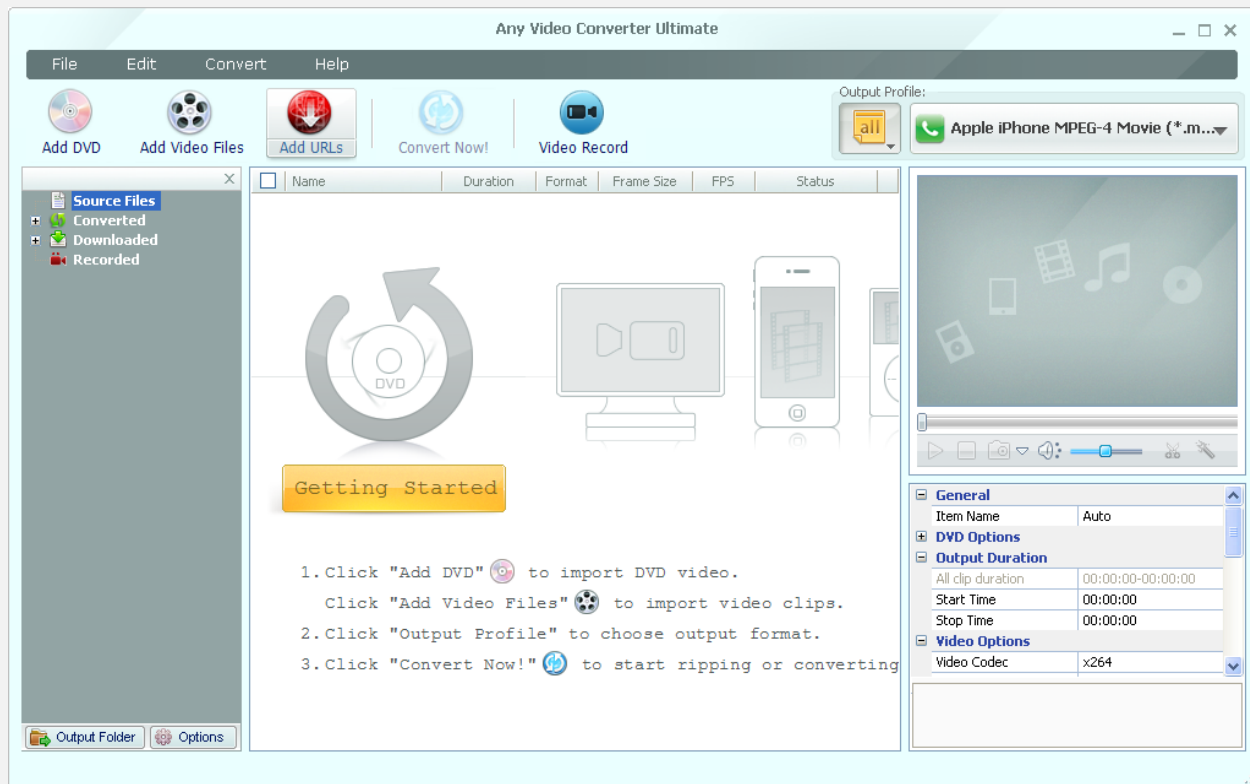 Any Video Converter Ultimate
File Edit Convert Help
Add DVD Add Video Files Add URLs Convert Now! Video Record
Output Profile:
all Apple iPhone MPEG-4 Movie (*.m...
Source Files
Converted
Downloaded
Recorded
Output Folder Options
Name Duration Format Frame Size FPS Status
DVD
Getting Started
1.Click "Add DVD" to import DVD video.
Click "Add Video Files" to import video clips.
2.Click "Output Profile" to choose output format.
3.Click "Convert Now!" to start ripping or converting
General
Item Name Auto
DVD Options
Output Duration
All clip duration 00:00:00-00:00:00
Start Time 00:00:00
Stop Time 00:00:00
Video Options
Video Codec x264